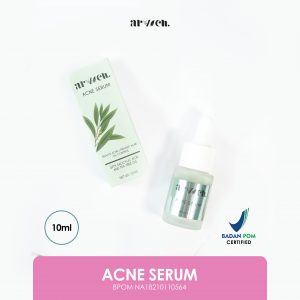 arwen.
arwen.
ACNE SERUM
arwen.
10ml
BADAN POM
CERTIFIED
ACNE SERUM
BPOM NA18210110564